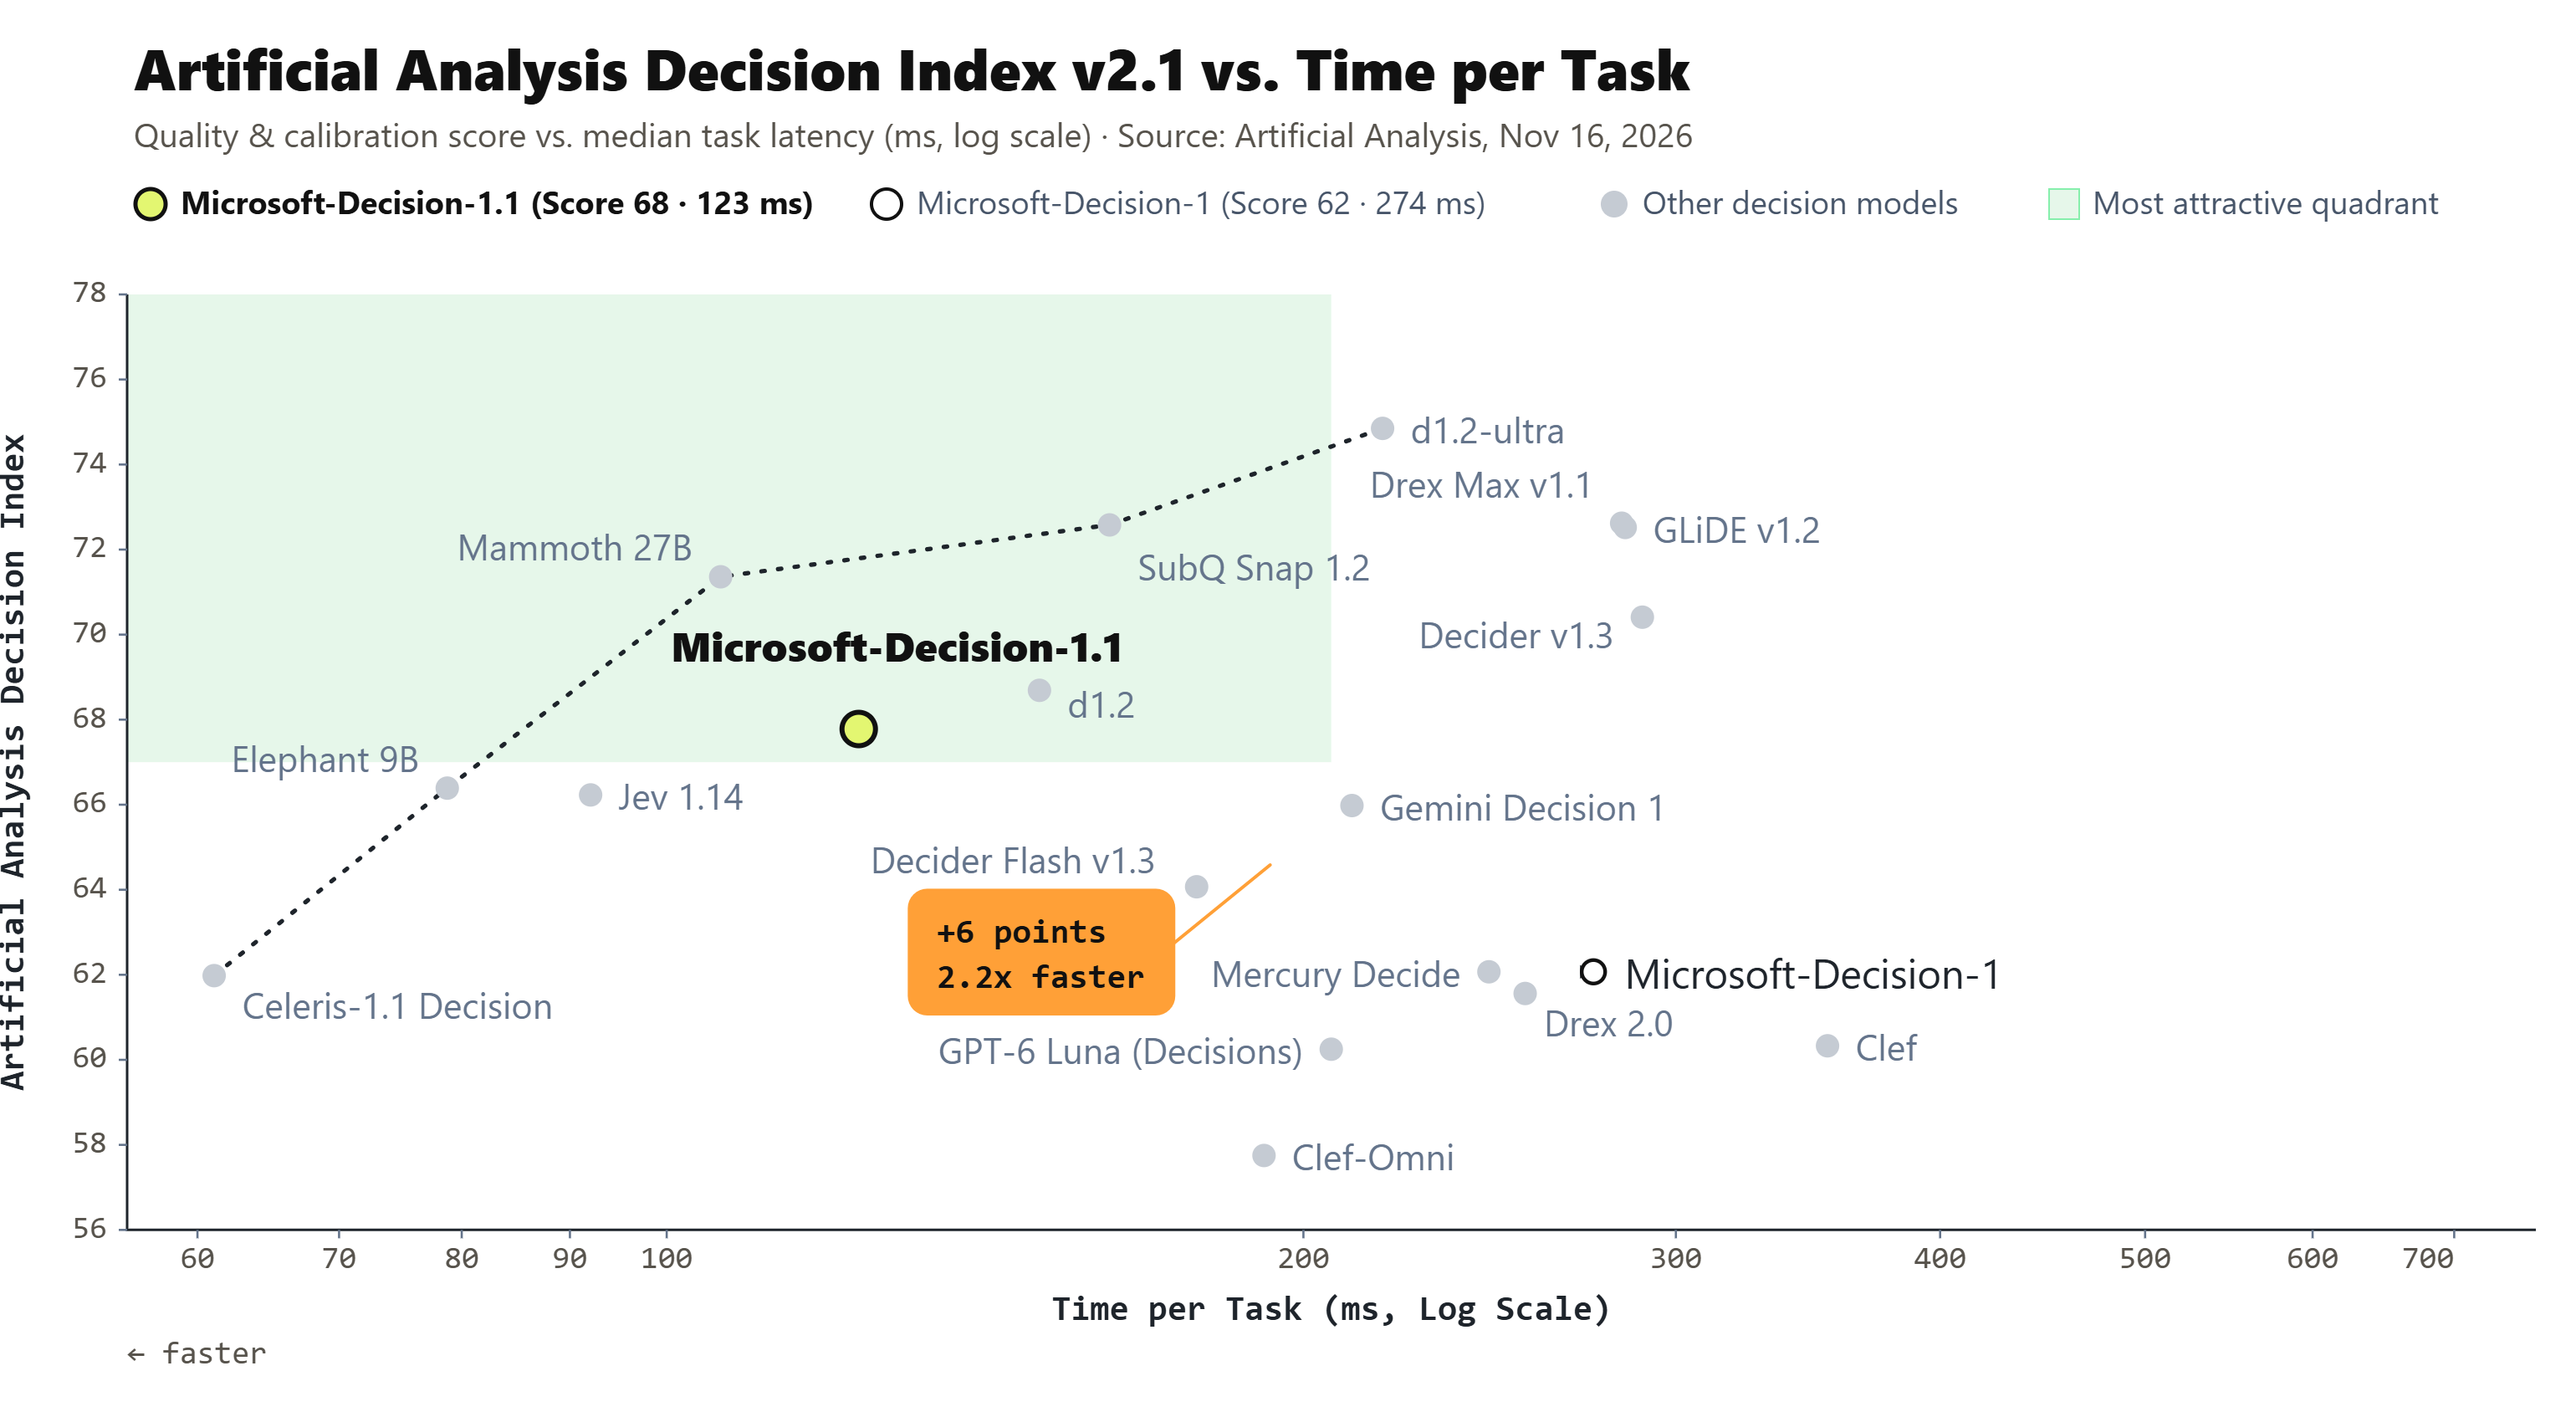 Artificial Analysis Decision Index v2.1 vs. Time per Task
Quality & calibration score vs. median task latency (ms, log scale) · Source: Artificial Analysis, Nov 16, 2026
Microsoft-Decision-1.1 (Score 68 · 123 ms)
Microsoft-Decision-1 (Score 62 · 274 ms)
Other decision models
Most attractive quadrant
Artificial Analysis Decision Index
78
76
74
72
70
68
66
64
62
60
58
56
d1.2-ultra
Drex Max v1.1
GLiDE v1.2
Mammoth 27B
SubQ Snap 1.2
Decider v1.3
Microsoft-Decision-1.1
d1.2
Elephant 9B
Jev 1.14
Gemini Decision 1
Decider Flash v1.3
+6 points
2.2x faster
Mercury Decide
Microsoft-Decision-1
Celeris-1.1 Decision
Drex 2.0
GPT-6 Luna (Decisions)
Clef
Clef-Omni
60 70 80 90 100 200 300 400 500 600 700
Time per Task (ms, Log Scale)
← faster